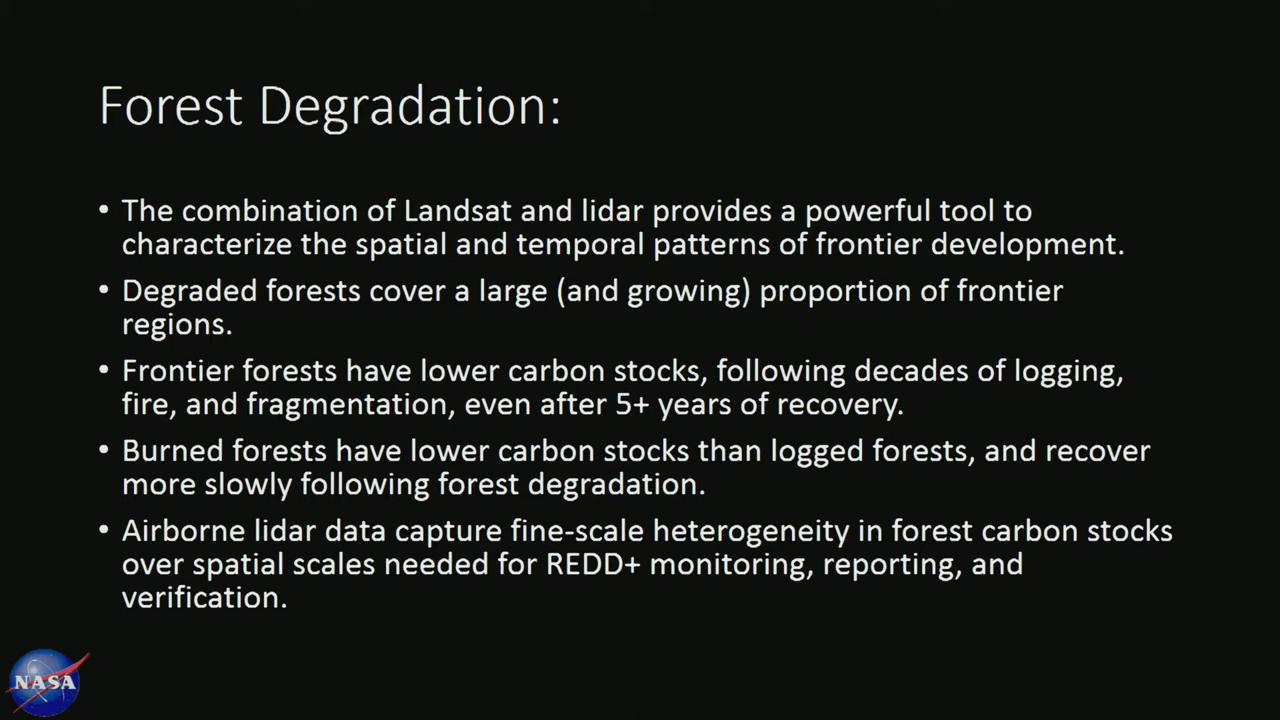 Forest Degradation:
• The combination of Landsat and lidar provides a powerful tool to
characterize the spatial and temporal patterns of frontier development.
• Degraded forests cover a large (and growing) proportion of frontier
regions.
• Frontier forests have lower carbon stocks, following decades of logging,
fire, and fragmentation, even after 5+ years of recovery.
• Burned forests have lower carbon stocks than logged forests, and recover
more slowly following forest degradation.
• Airborne lidar data capture fine-scale heterogeneity in forest carbon stocks
over spatial scales needed for REDD+ monitoring, reporting, and
verification.
NASA